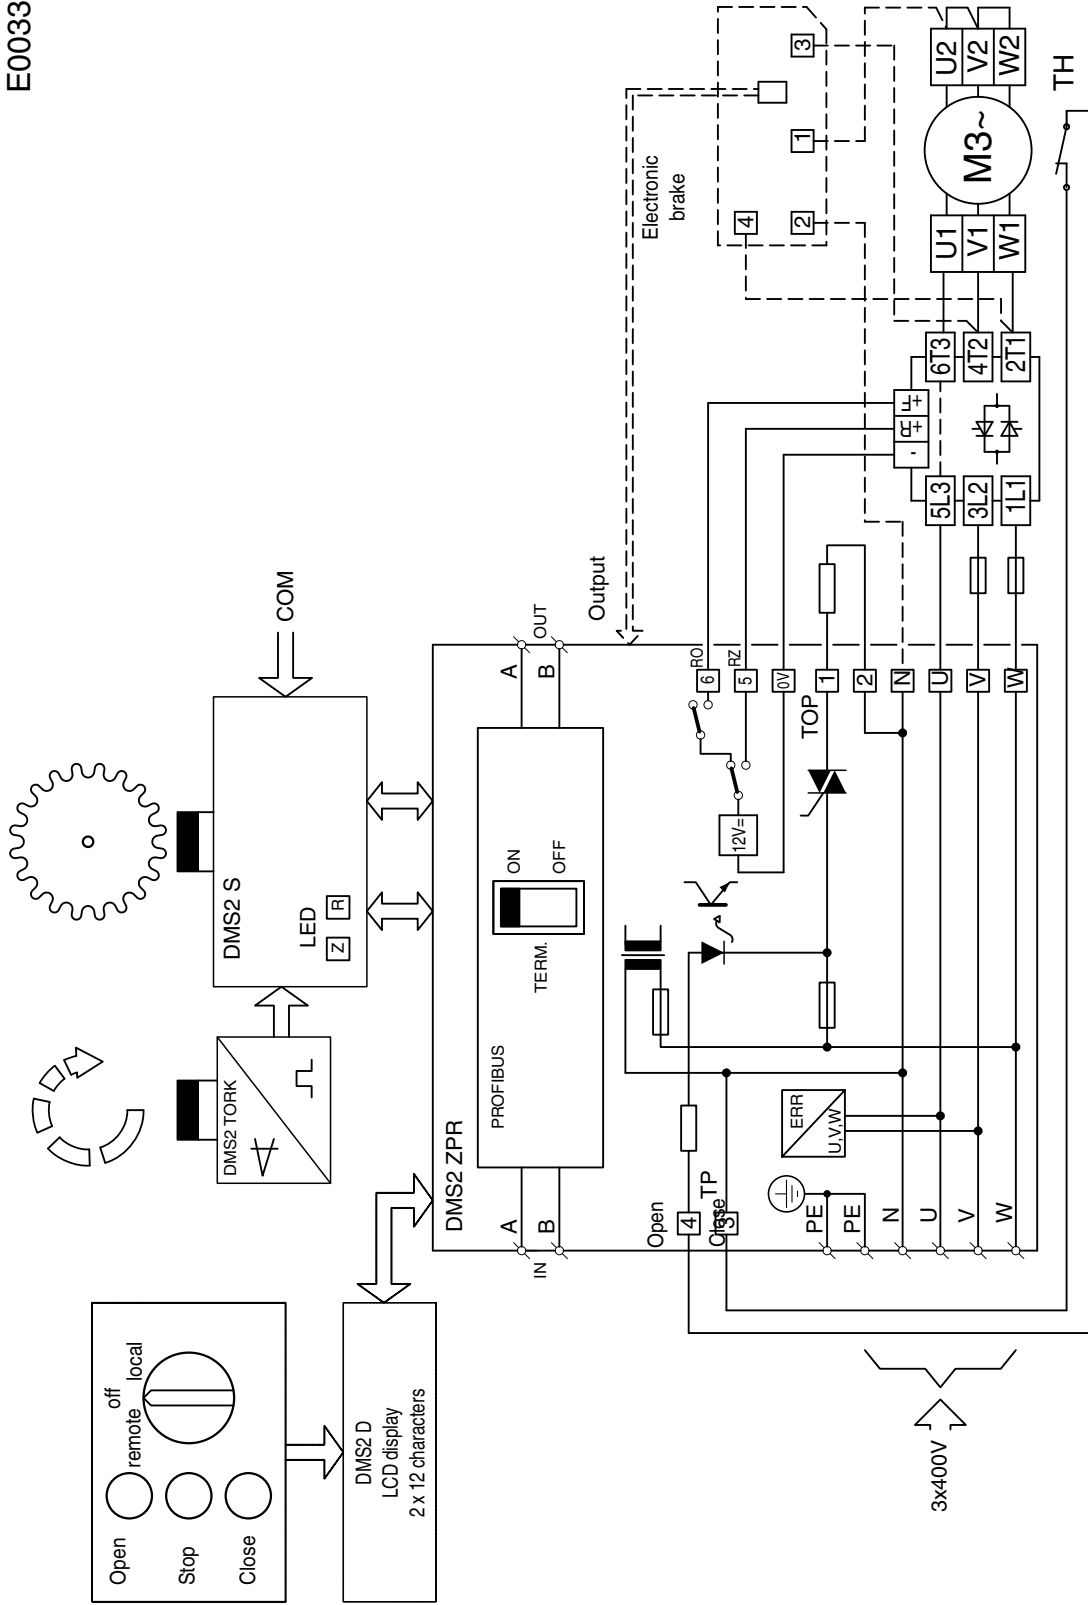 E0033
Open
Stop
Close
remote
off
local
DMS2 D
LCD display
2 x 12 characters
DMS2 TORK
DMS2 S
LED
Z
R
COM
DMS2 ZPR
PROFIBUS
TERM.
ON
OFF
IN
A
B
A
B
OUT
Output
Electronic
brake
4
2
1
3
Open
4
TP
Close
3
ERR
U,V,W
12V=
TOP
6
RO
5
RZ
0V
1
2
N
U
V
W
PE
PE
N
U
V
W
3x400V
-
+R
+F
5L3
3L2
1L1
6T3
4T2
2T1
U1
V1
W1
M3~
U2
V2
W2
TH